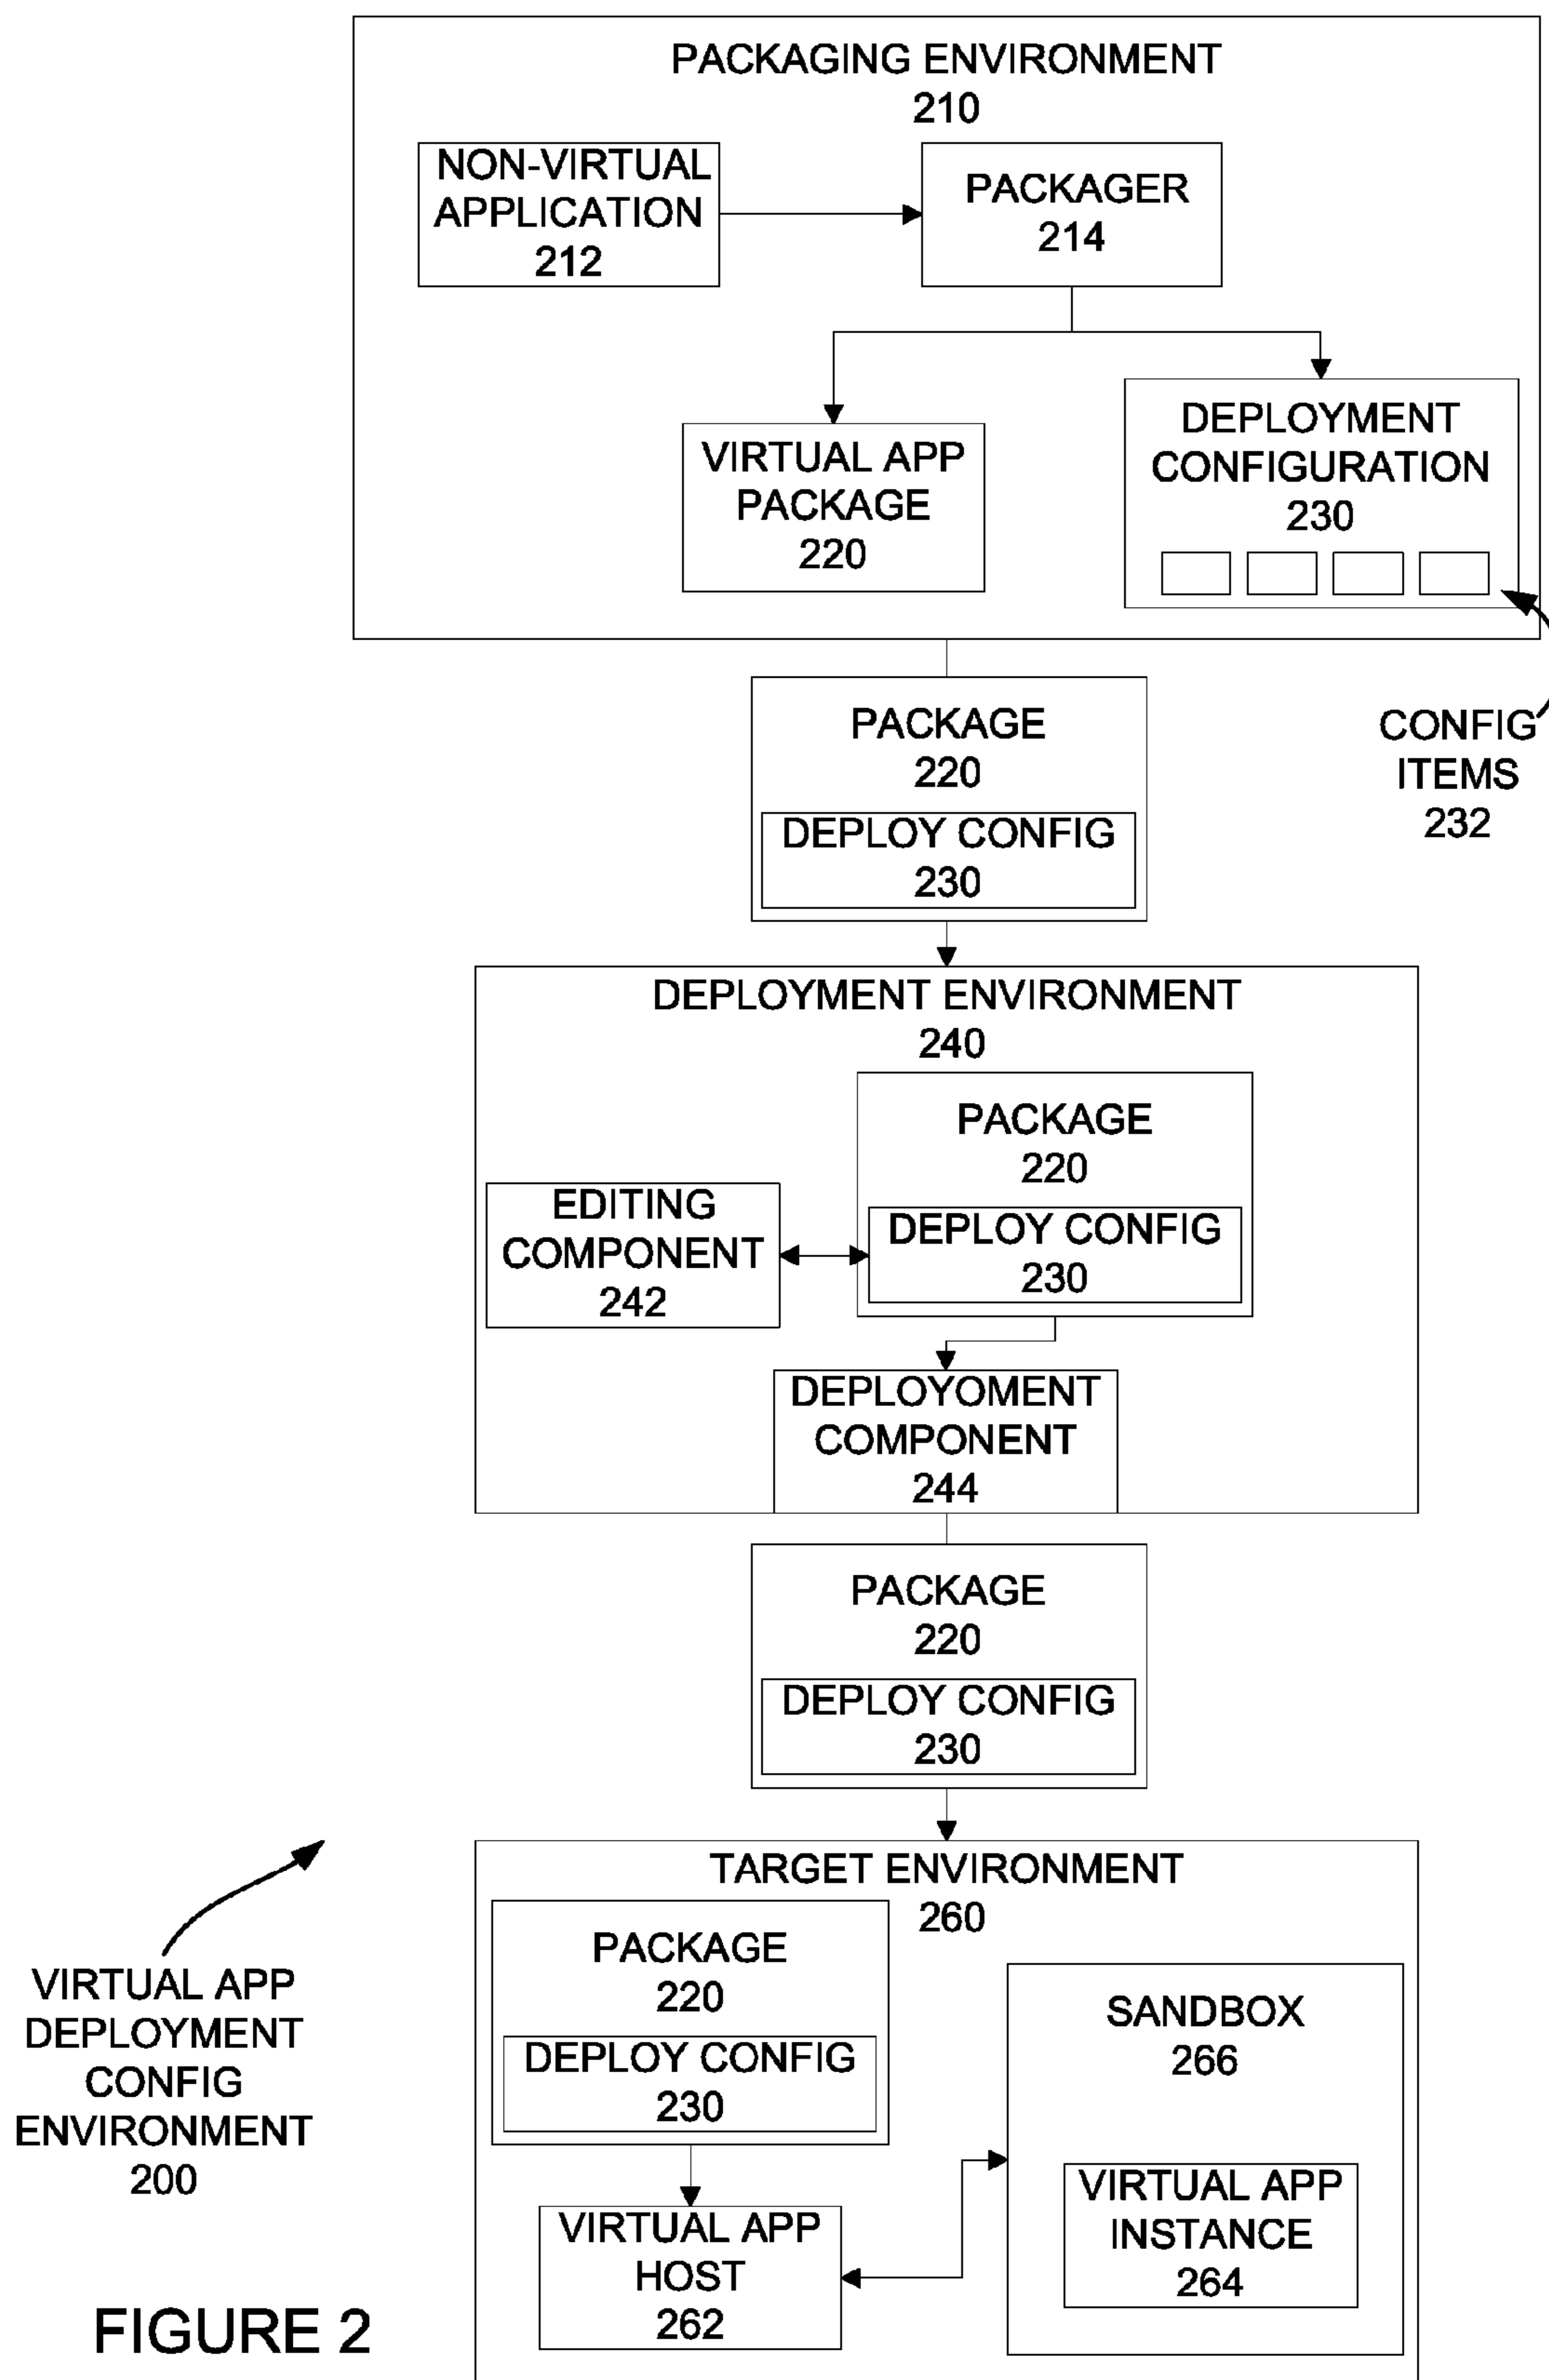 PACKAGING ENVIRONMENT
210
NON-VIRTUAL
APPLICATION
212
PACKAGER
214
VIRTUAL APP
PACKAGE
220
DEPLOYMENT
CONFIGURATION
230
CONFIG
ITEMS
232
PACKAGE
220
DEPLOY CONFIG
230
DEPLOYMENT ENVIRONMENT
240
PACKAGE
220
DEPLOY CONFIG
230
EDITING
COMPONENT
242
DEPLOYOMENT
COMPONENT
244
PACKAGE
220
DEPLOY CONFIG
230
TARGET ENVIRONMENT
260
PACKAGE
220
DEPLOY CONFIG
230
SANDBOX
266
VIRTUAL APP
INSTANCE
264
VIRTUAL APP
HOST
262
VIRTUAL APP
DEPLOYMENT
CONFIG
ENVIRONMENT
200
FIGURE 2